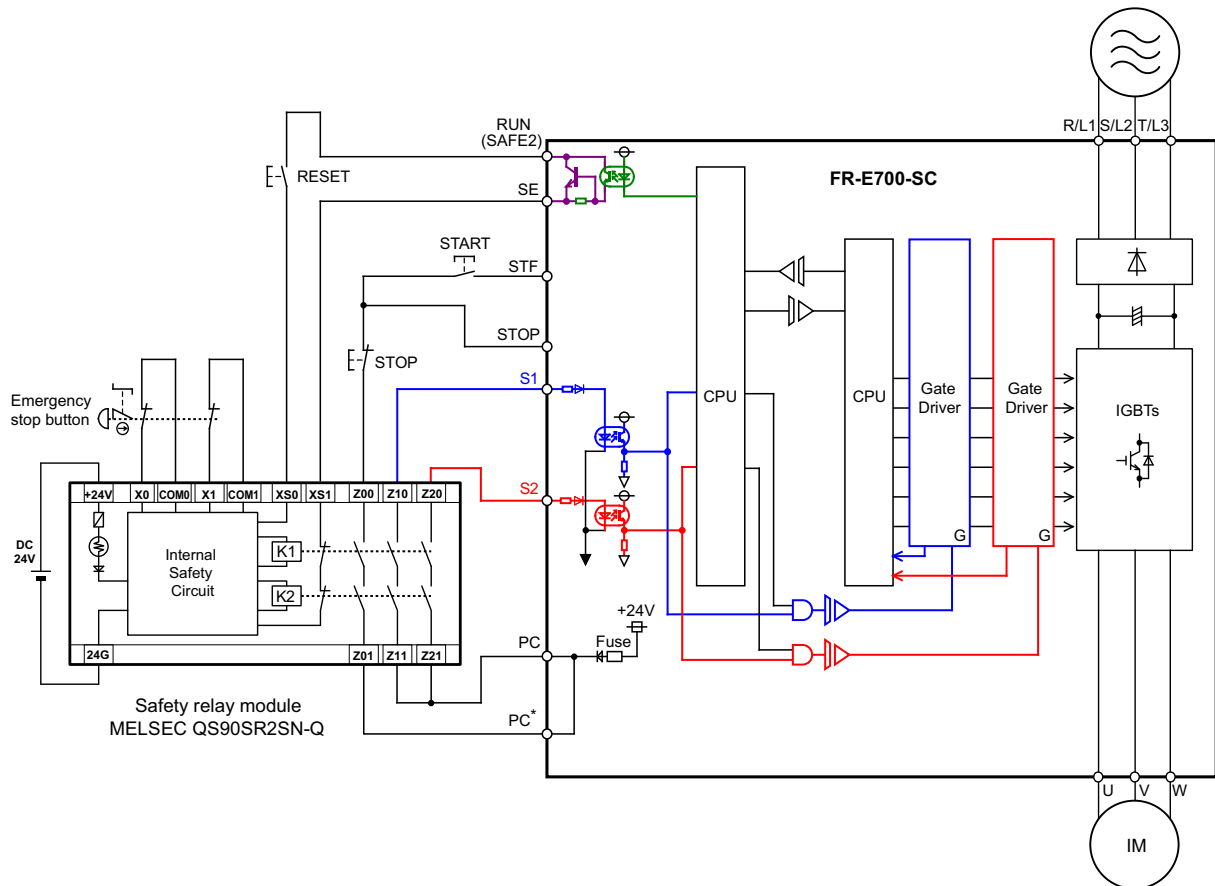 R/L1 S/L2 T/L3
RUN
(SAFE2)
FR-E700-SC
RESET
SE
START
STF
STOP
STOP
S1
CPU
CPU
Gate
Driver
Gate
Driver
IGBTs
Emergency
stop button
S2
+24V X0 COM0 X1 COM1 XS0 XS1 Z00 Z10 Z20
G
G
DC
24V
Internal
Safety
Circuit
K1
K2
+24V
Fuse
PC
24G Z01 Z11 Z21
Safety relay module
MELSEC QS90SR2SN-Q
PC*
U V W
IM